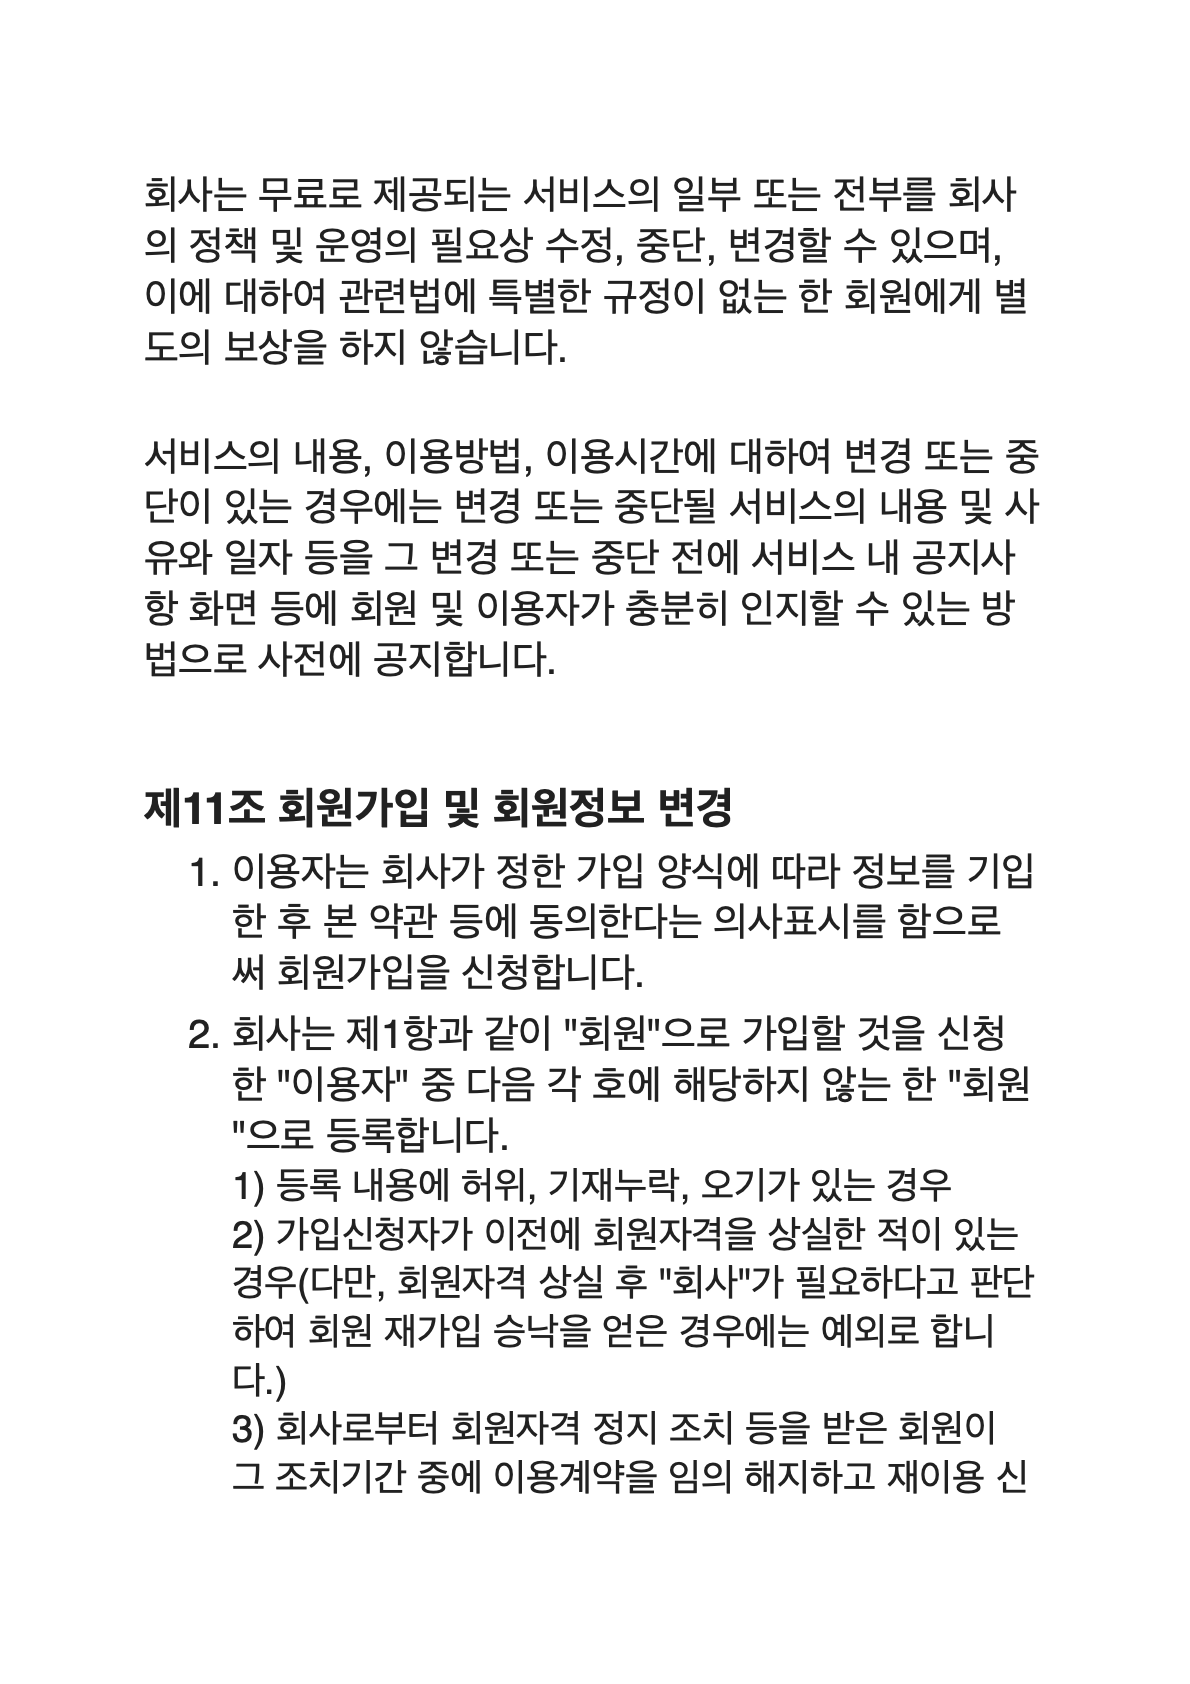 회사는 무료로 제공되는 서비스의 일부 또는 전부를 회사
의 정책 및 운영의 필요상 수정, 중단, 변경할 수 있으며,
이에 대하여 관련법에 특별한 규정이 없는 한 회원에게 별
도의 보상을 하지 않습니다.
서비스의 내용, 이용방법, 이용시간에 대하여 변경 또는 중
단이 있는 경우에는 변경 또는 중단될 서비스의 내용 및 사
유와 일자 등을 그 변경 또는 중단 전에 서비스 내 공지사
항 화면 등에 회원 및 이용자가 충분히 인지할 수 있는 방
법으로 사전에 공지합니다.
제11조 회원가입 및 회원정보 변경
1. 이용자는 회사가 정한 가입 양식에 따라 정보를 기입
한 후 본 약관 등에 동의한다는 의사표시를 함으로
써 회원가입을 신청합니다.
2. 회사는 제1항과 같이 "회원"으로 가입할 것을 신청
한 "이용자" 중 다음 각 호에 해당하지 않는 한 "회원
"으로 등록합니다.
1) 등록 내용에 허위, 기재누락, 오기가 있는 경우
2) 가입신청자가 이전에 회원자격을 상실한 적이 있는
경우(다만, 회원자격 상실 후 "회사"가 필요하다고 판단
하여 회원 재가입 승낙을 얻은 경우에는 예외로 합니
다.)
3) 회사로부터 회원자격 정지 조치 등을 받은 회원이
그 조치기간 중에 이용계약을 임의 해지하고 재이용 신